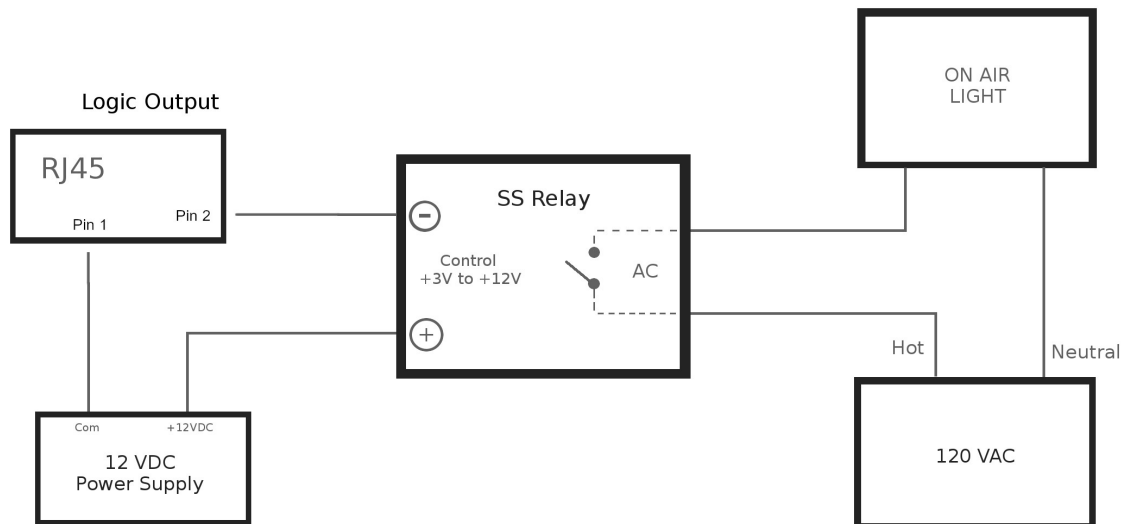 ON AIR
LIGHT
Logic Output
RJ45
Pin 1
Pin 2
SS Relay
−
Control
+3V to +12V
AC
+
Hot
Neutral
Com
+12VDC
12 VDC
Power Supply
120 VAC